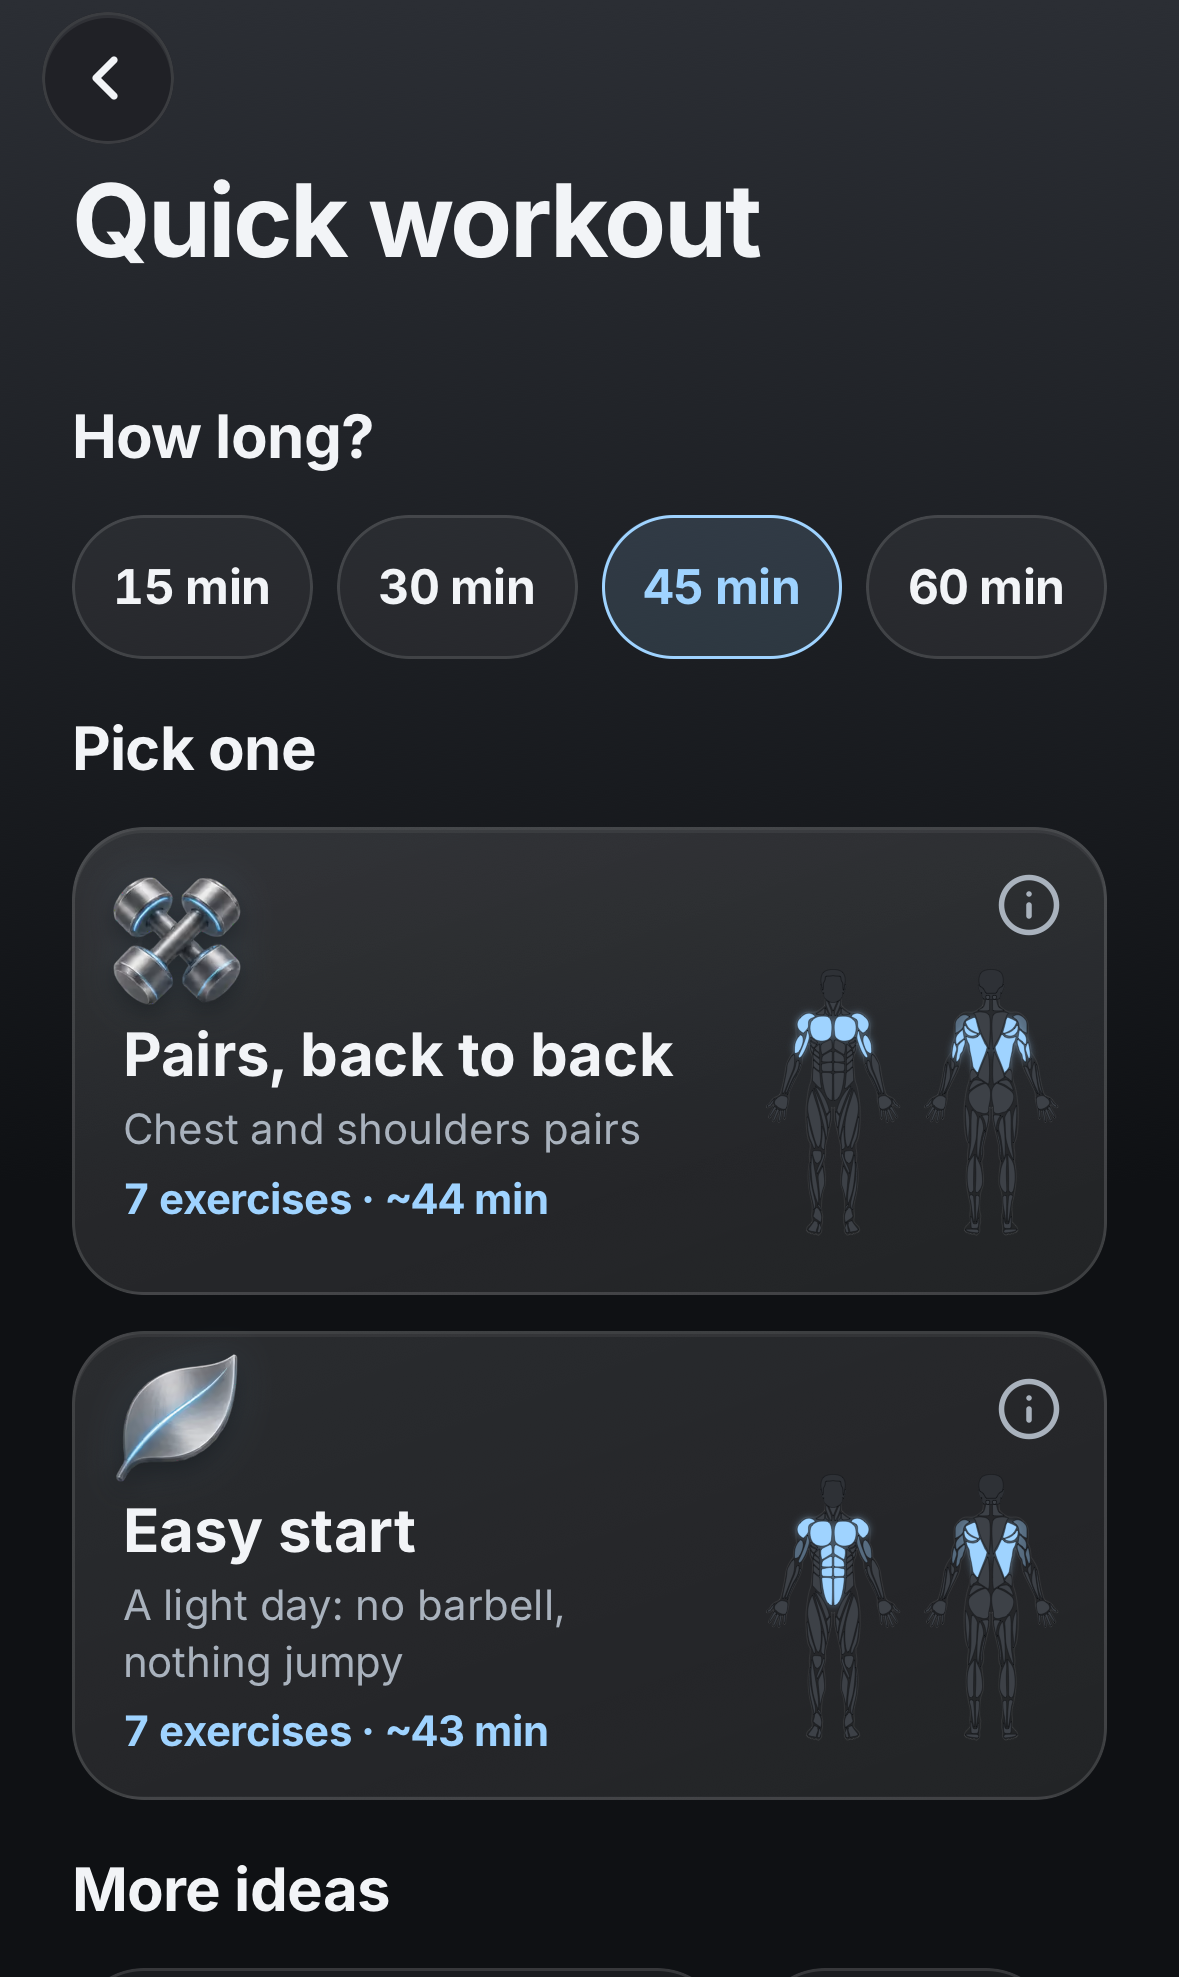 Quick workout
How long?
15 min 30 min 45 min 60 min
Pick one
Pairs, back to back
Chest and shoulders pairs
7 exercises · ~44 min
Easy start
A light day: no barbell,
nothing jumpy
7 exercises · ~43 min
More ideas